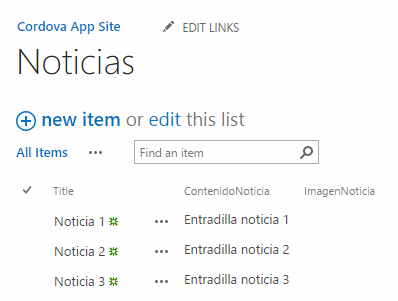 Cordova App Site EDIT LINKS
Noticias
new item or edit this list
All Items ••• Find an item
Title ContenidoNoticia ImagenNoticia
Noticia 1 ••• Entradilla noticia 1
Noticia 2 ••• Entradilla noticia 2
Noticia 3 ••• Entradilla noticia 3